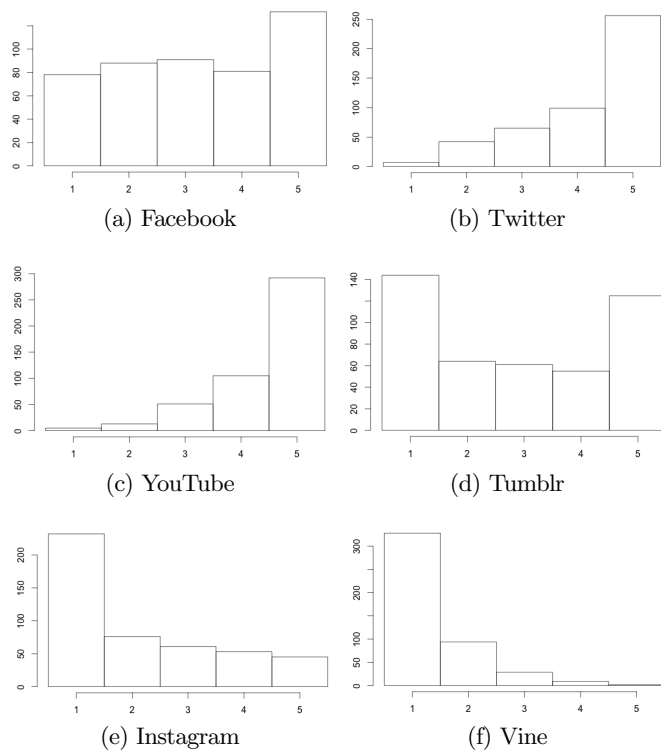 0 20 40 60 80 100
1 2 3 4 5
(a) Facebook
0 50 100 150 200 250
1 2 3 4 5
(b) Twitter
0 50 100 150 200 250 300
1 2 3 4 5
(c) YouTube
0 20 40 60 80 100 140
1 2 3 4 5
(d) Tumblr
0 50 100 150 200
1 2 3 4 5
(e) Instagram
0 50 100 200 300
1 2 3 4 5
(f) Vine